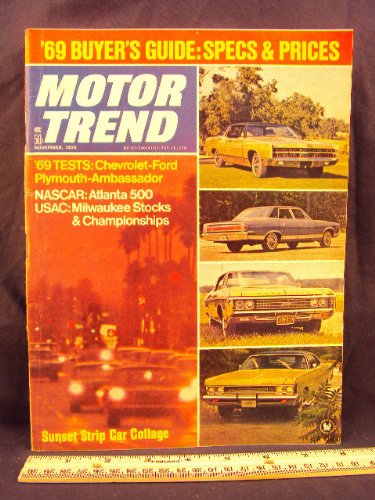 '69 BUYER'S GUIDE: SPECS & PRICES
MOTOR
TREND
50¢
NOVEMBER, 1968
'69 TESTS: Chevrolet-Ford
Plymouth-Ambassador
NASCAR: Atlanta 500
USAC: Milwaukee Stocks
& Championships
Sunset Strip Car Collage